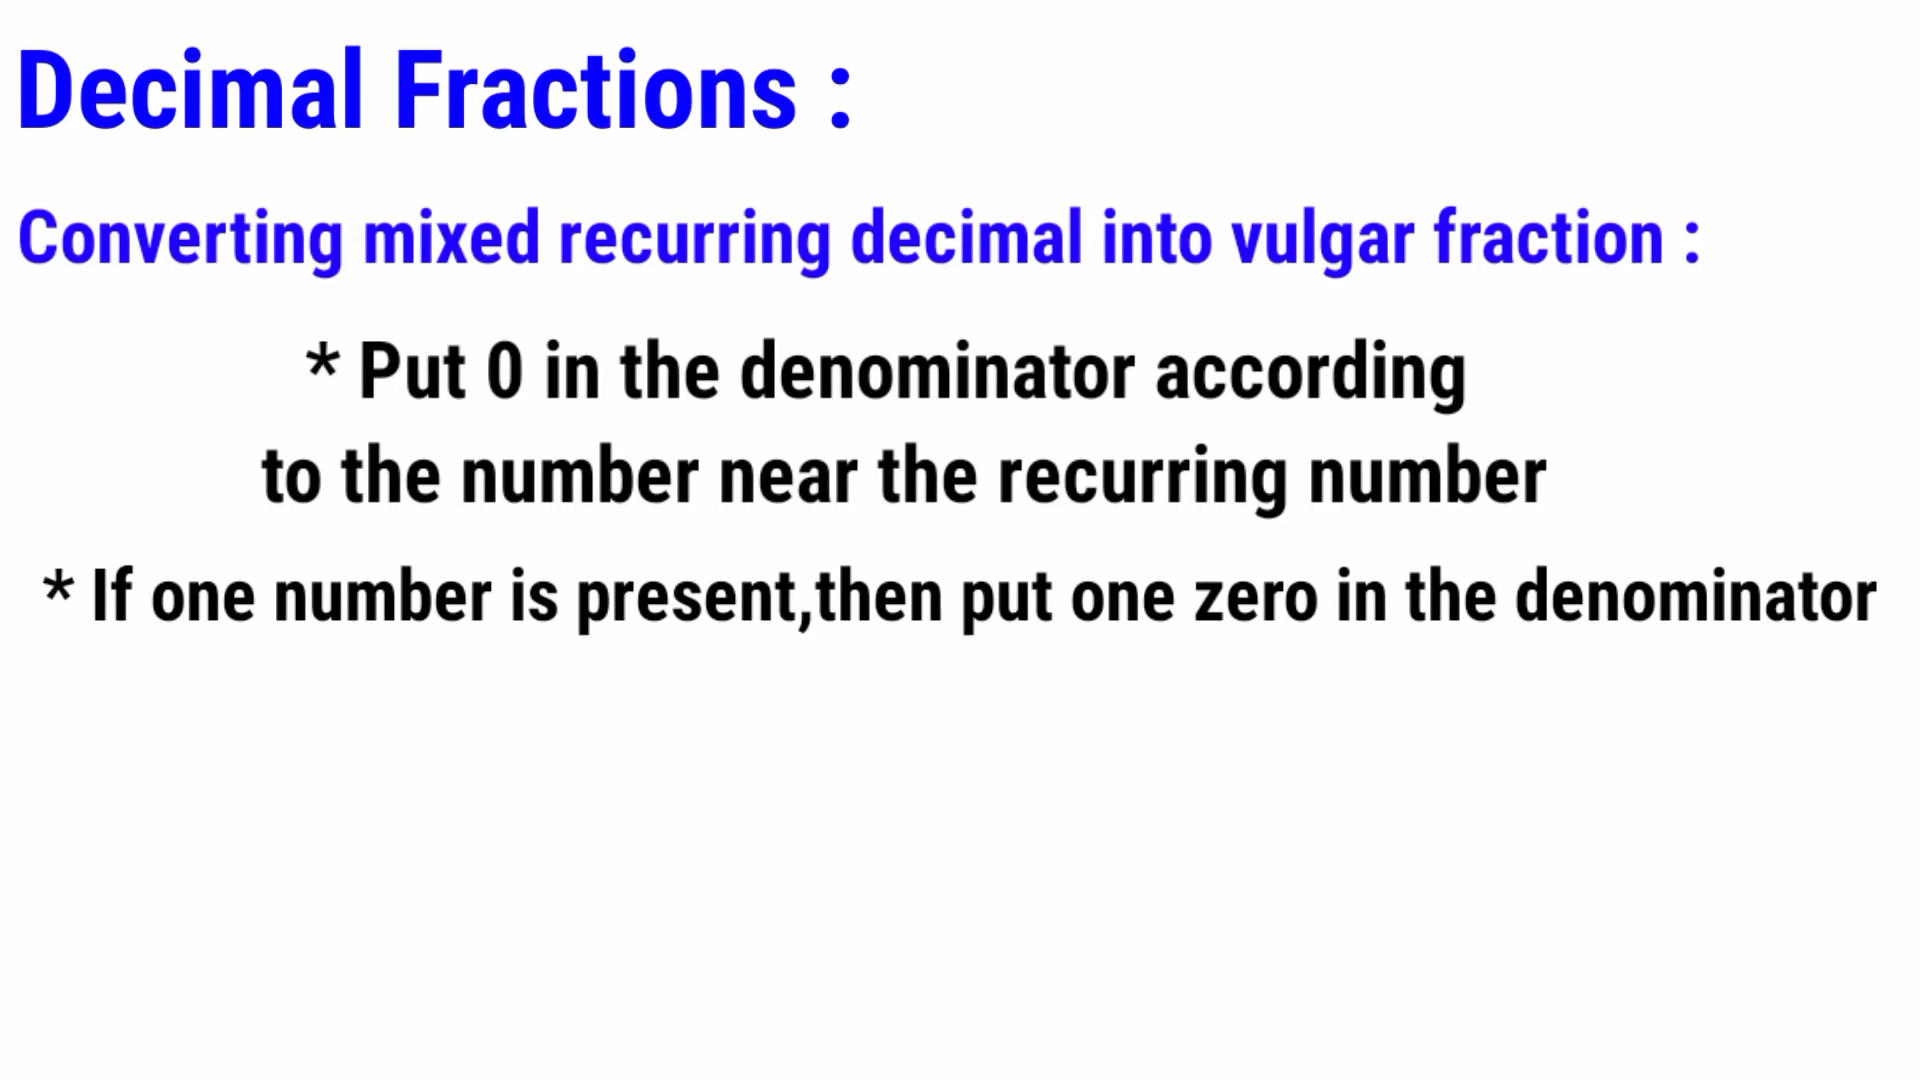 Decimal Fractions :
Converting mixed recurring decimal into vulgar fraction :
* Put 0 in the denominator according
to the number near the recurring number
* If one number is present,then put one zero in the denominator